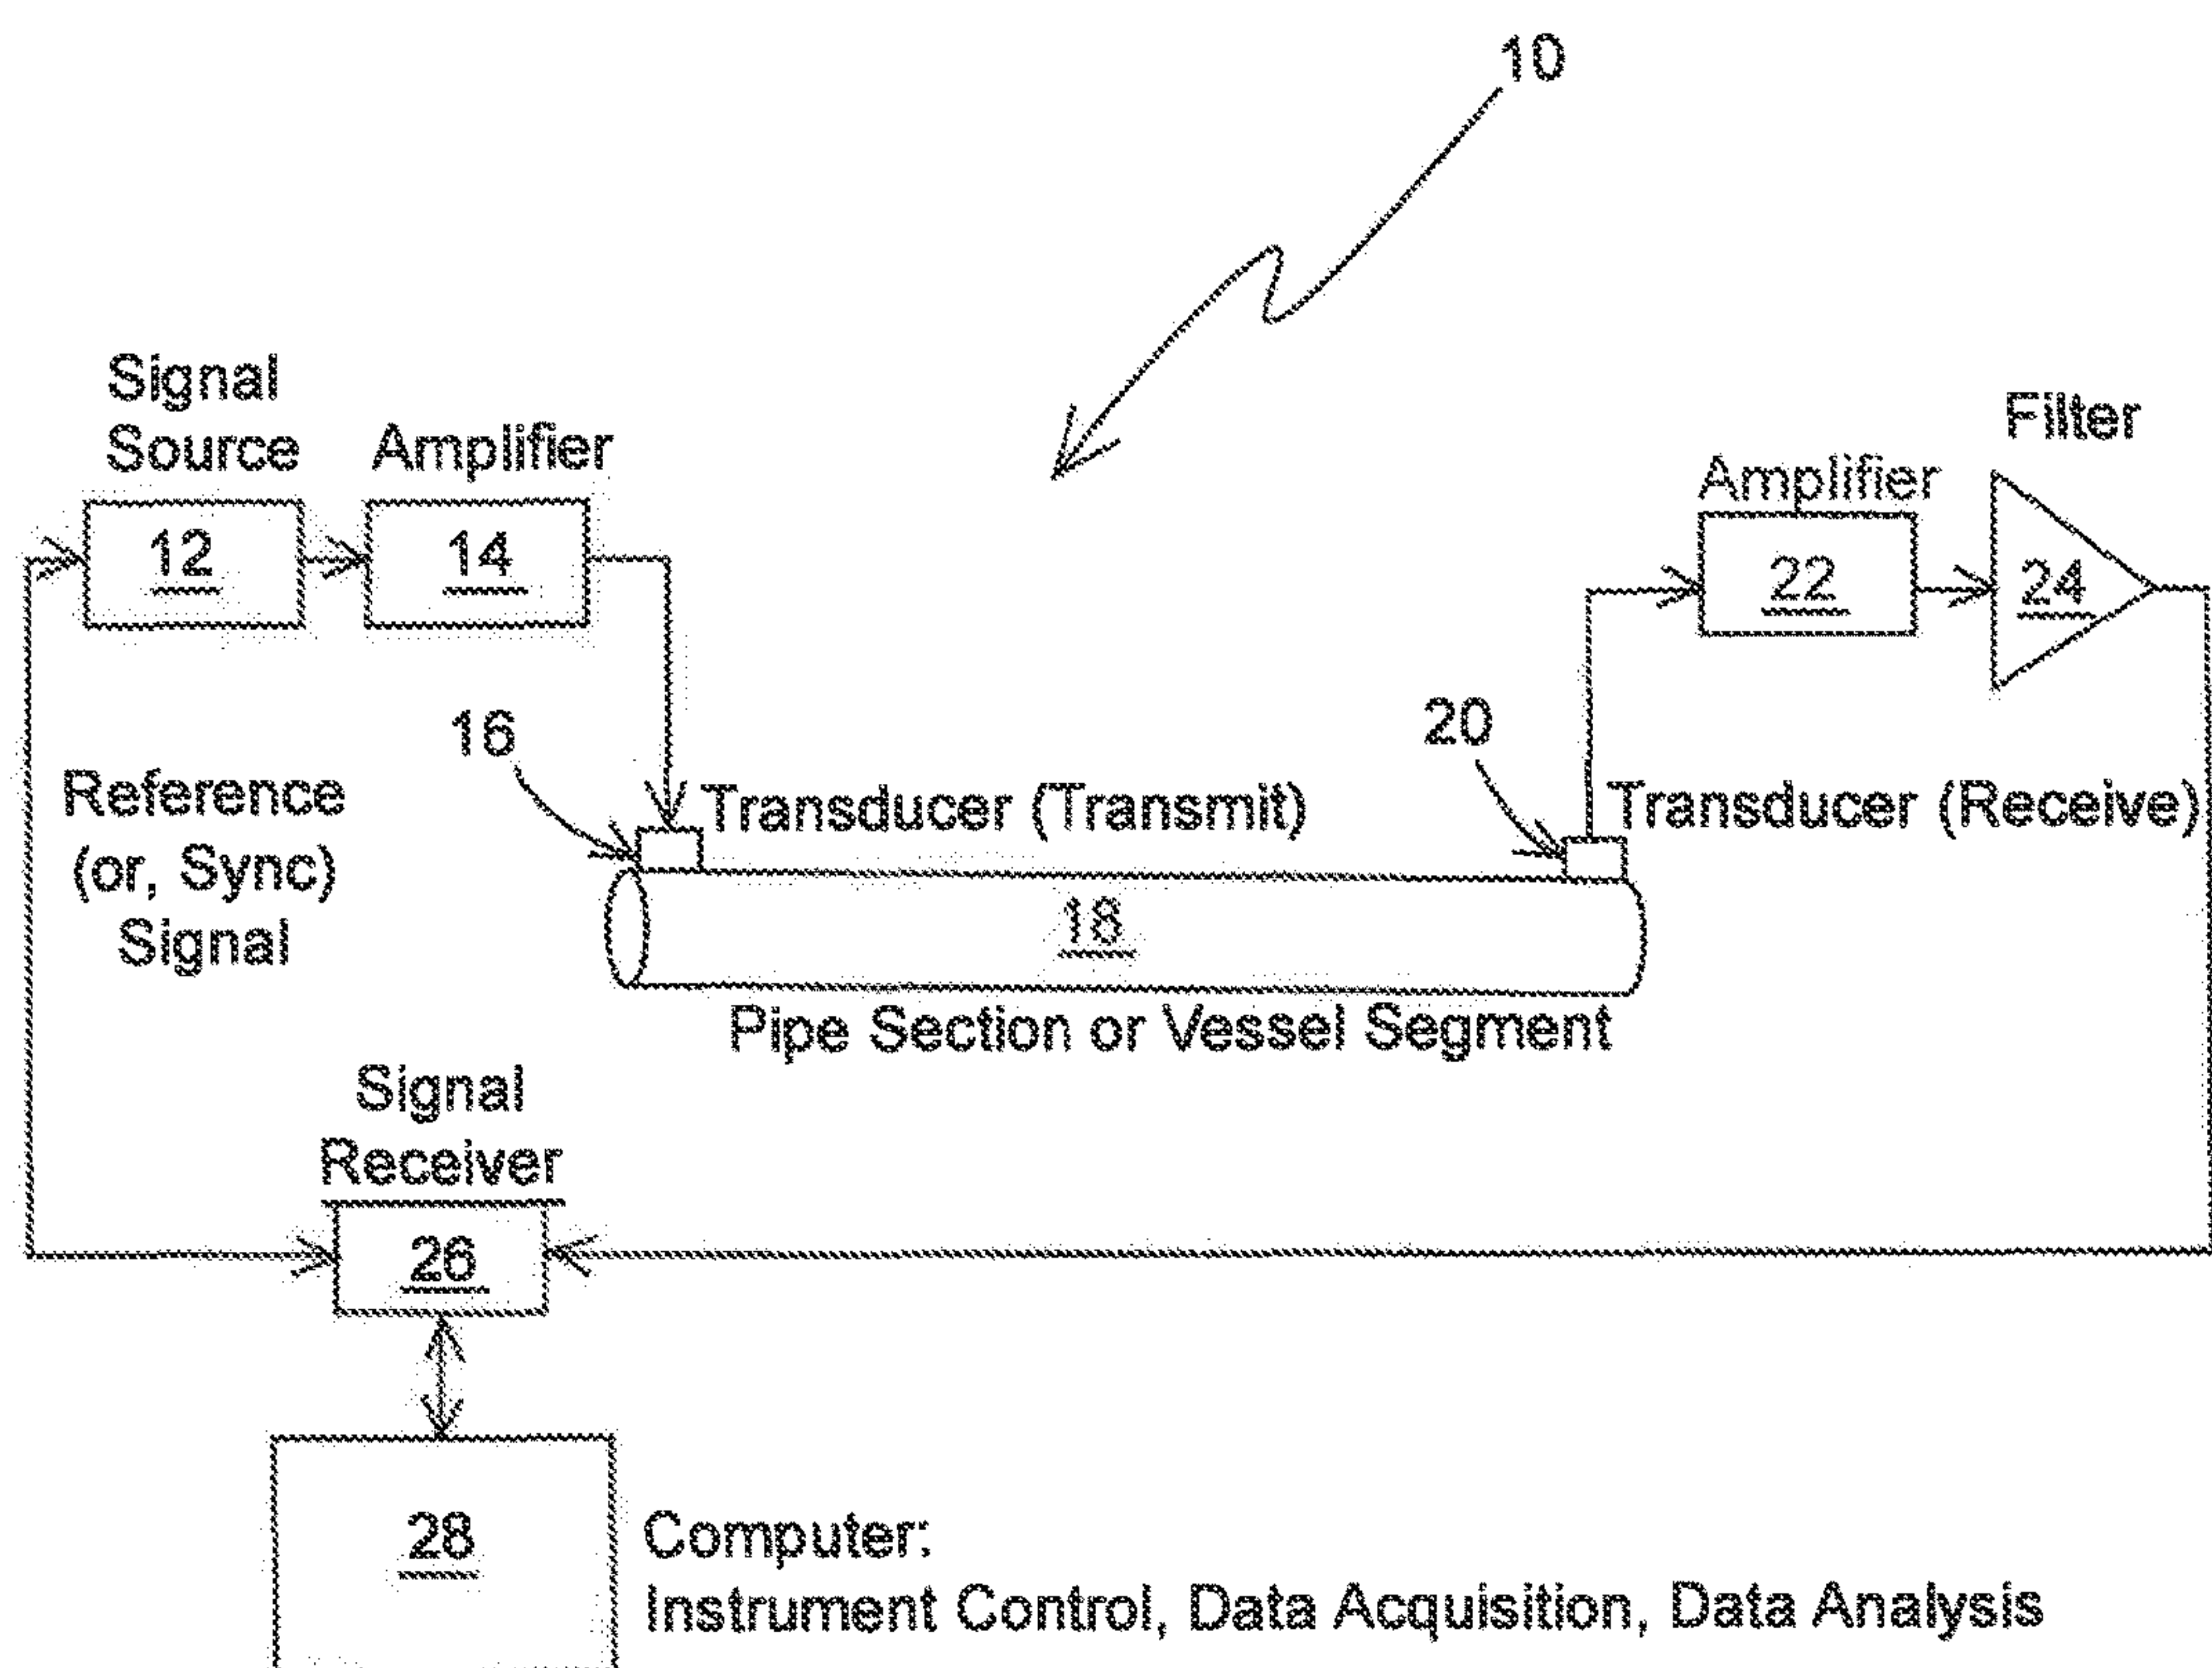 10
Signal
Source
Amplifier
Filter
Amplifier
12
14
22
24
16
20
Reference
(or, Sync)
Signal
Transducer (Transmit)
Transducer (Receive)
18
Pipe Section or Vessel Segment
Signal
Receiver
26
28
Computer:
Instrument Control, Data Acquisition, Data Analysis